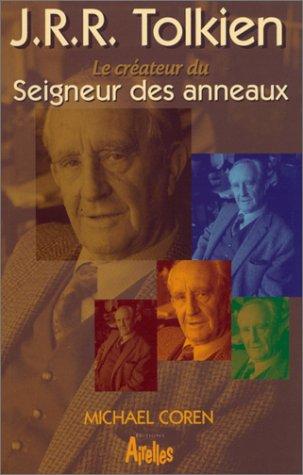 J.R.R. Tolkien
Le créateur du
Seigneur des anneaux
MICHAEL COREN
ÉDITIONS
Airelles